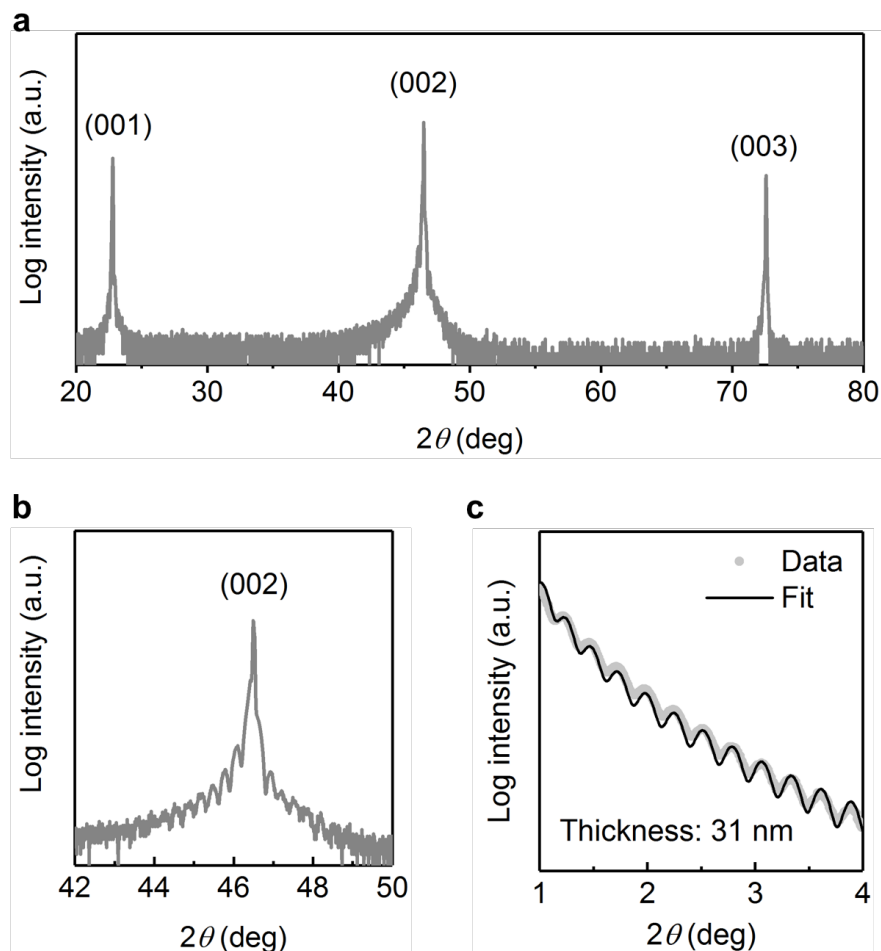 a
Log intensity (a.u.)
(001)
(002)
(003)
20 30 40 50 60 70 80
2θ (deg)
b
Log intensity (a.u.)
(002)
42 44 46 48 50
2θ (deg)
c
Log intensity (a.u.)
Data
Fit
Thickness: 31 nm
1 2 3 4
2θ (deg)